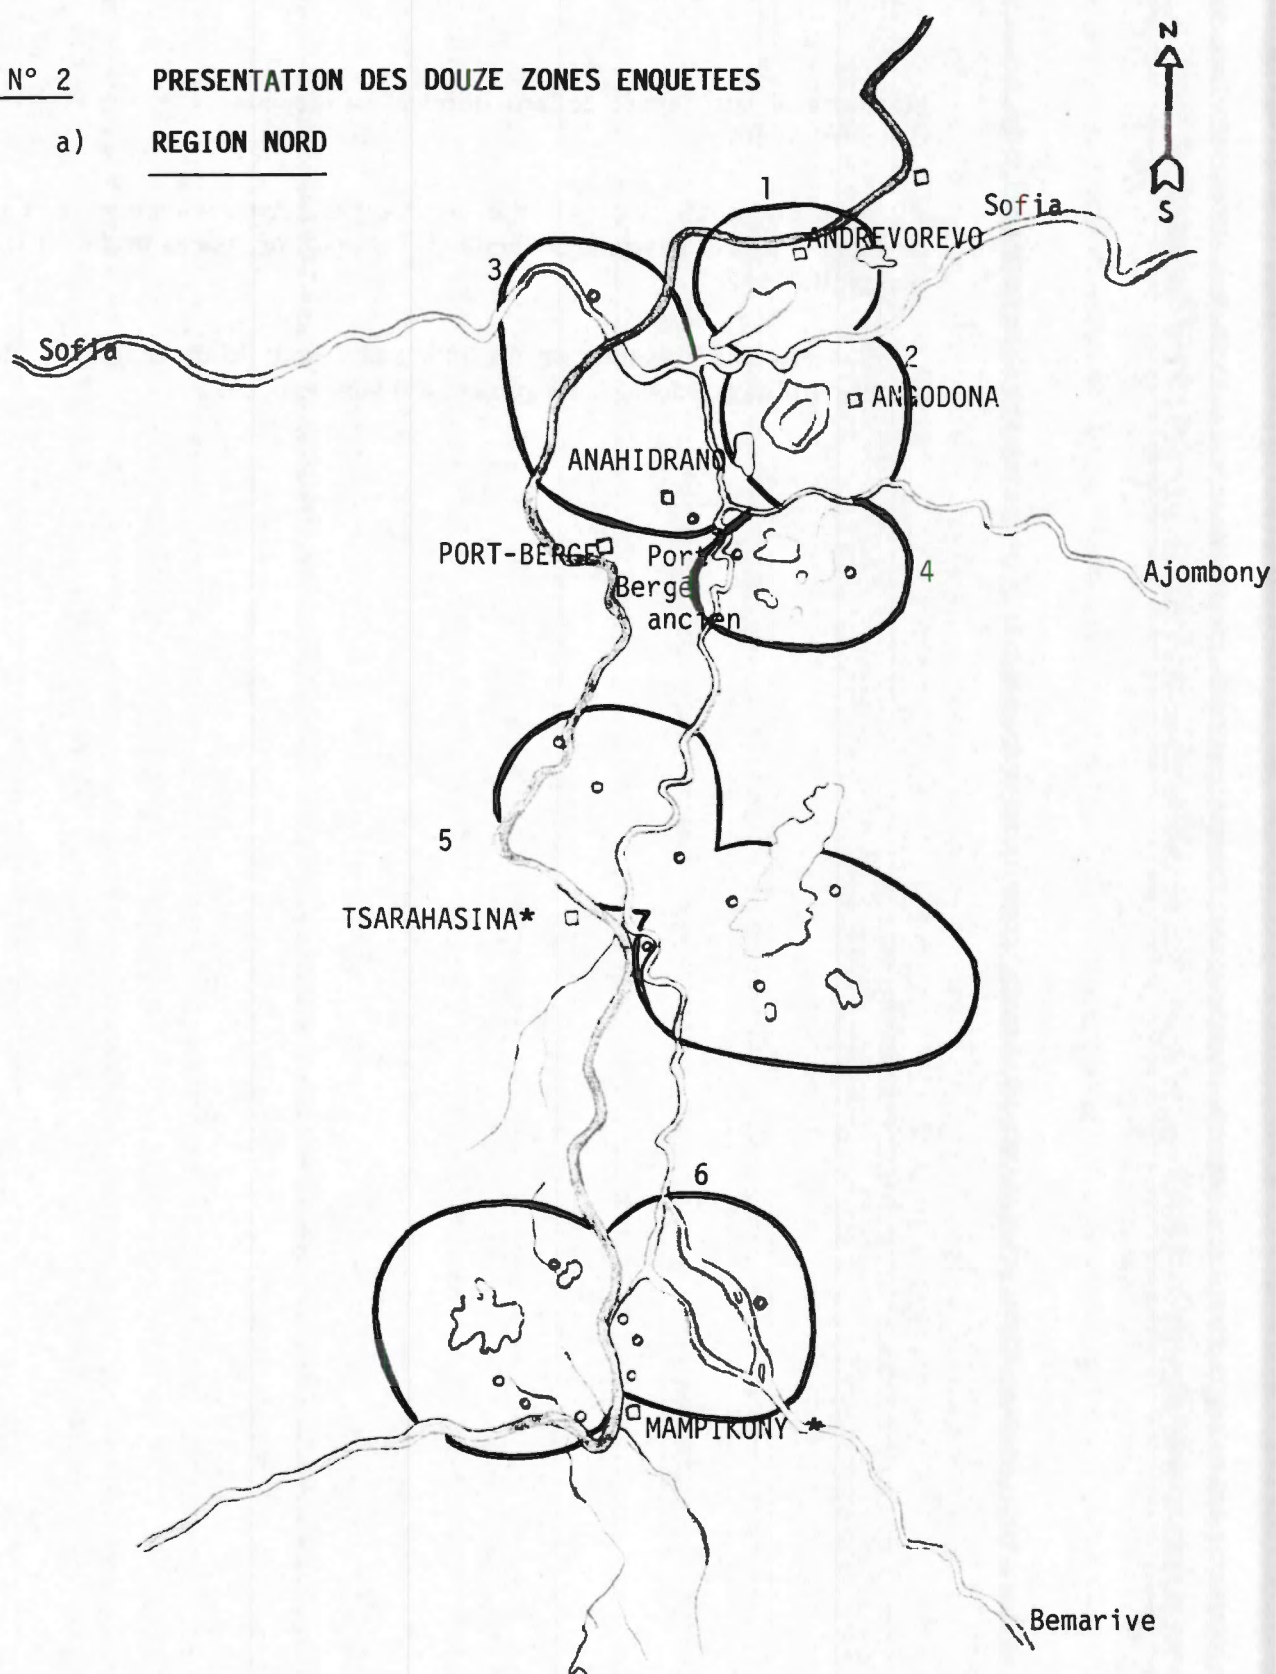 N° 2 PRESENTATION DES DOUZE ZONES ENQUETEES
a) REGION NORD
N
S
1
Sofia
ANDREVOREVO
3
Sofia
2
ANGODONA
ANAHIDRANO
PORT-BERGE
Port
Bergé
ancien
4
Ajombony
5
TSARAHASINA*
7
6
MAMPIKONY *
Bemarive